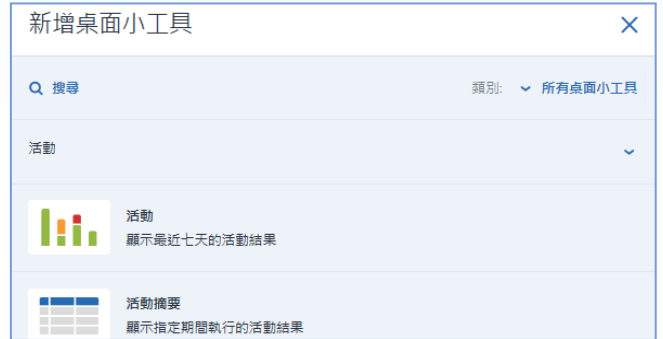 新增桌面小工具
搜尋 類別: 所有桌面小工具
活動
活動
顯示最近七天的活動結果
活動摘要
顯示指定期間執行的活動結果